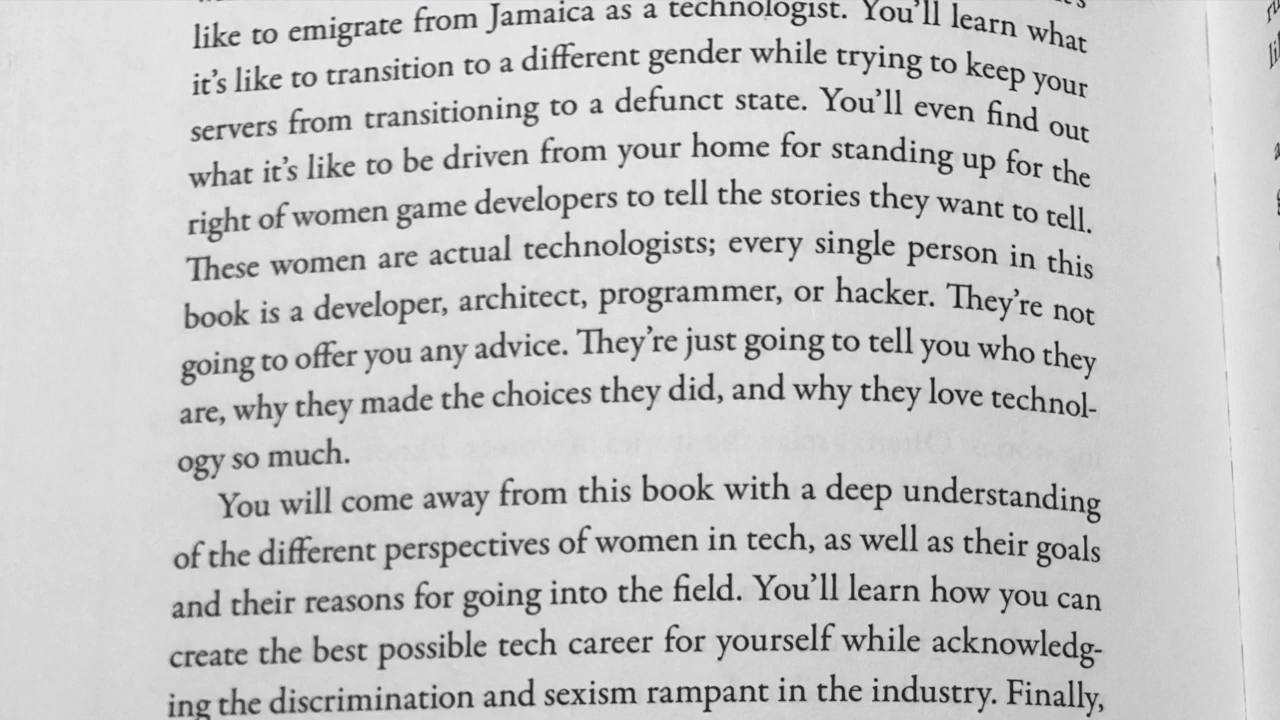 like to emigrate from Jamaica as a technologist. You'll learn what
it's like to transition to a different gender while trying to keep your
servers from transitioning to a defunct state. You'll even find out
what it's like to be driven from your home for standing up for the
right of women game developers to tell the stories they want to tell.
These women are actual technologists; every single person in this
book is a developer, architect, programmer, or hacker. They're not
going to offer you any advice. They're just going to tell you who they
are, why they made the choices they did, and why they love technol-
ogy so much.
You will come away from this book with a deep understanding
of the different perspectives of women in tech, as well as their goals
and their reasons for going into the field. You'll learn how you can
create the best possible tech career for yourself while acknowledg-
ing the discrimination and sexism rampant in the industry. Finally,